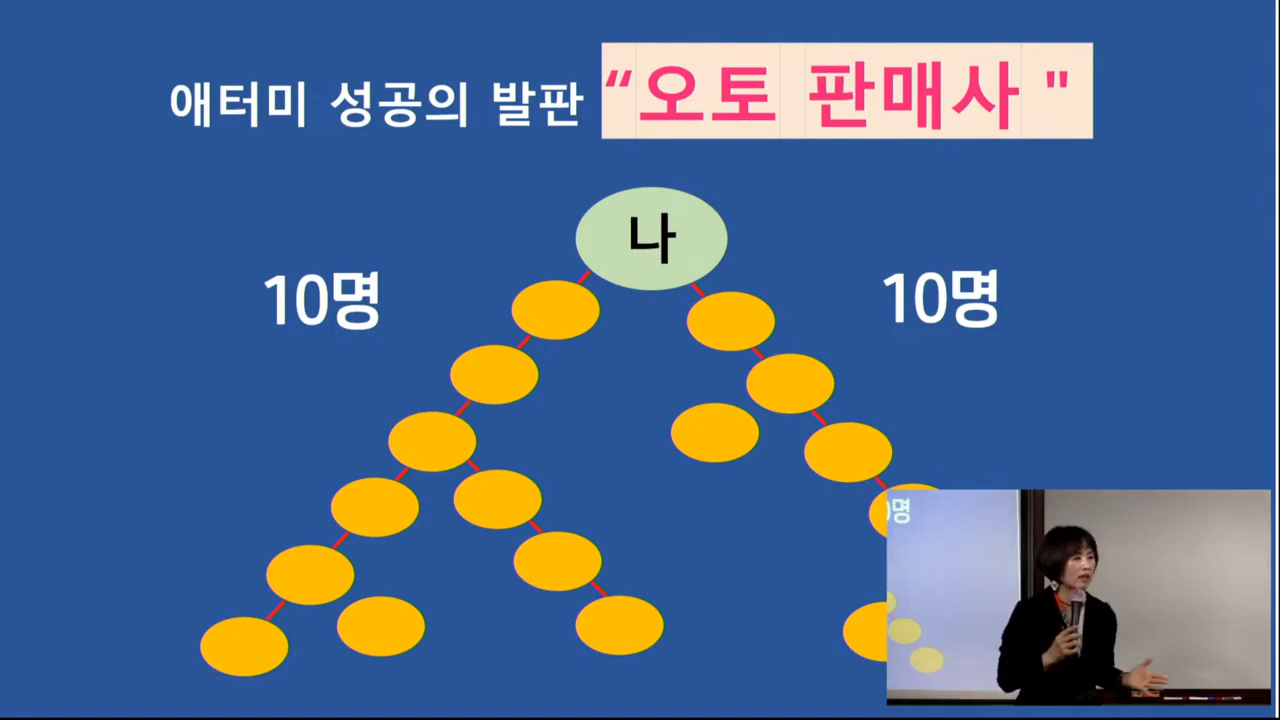 애터미 성공의 발판 “오토 판매사 "
나
10명
10명
명